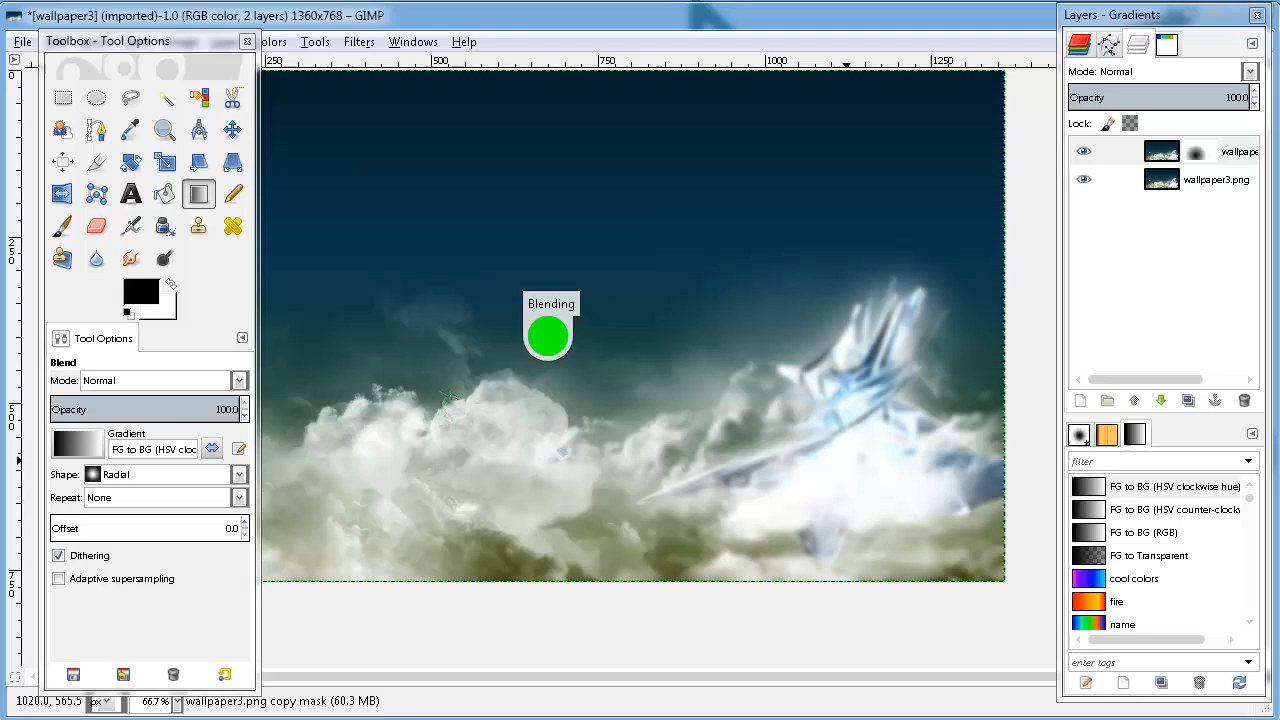 *[wallpaper3] (imported)-1.0 (RGB color, 2 layers) 1360x768 – GIMP
Layers - Gradients
File
Toolbox - Tool Options
olors
Tools
Filters
Windows
Help
250
500
750
1000
1250
0
250
500
750
Mode: Normal
Opacity
100.0
Lock:
wallpape
wallpaper3.png
Blending
Tool Options
Blend
Mode: Normal
Opacity
100.0
Gradient
FG to BG (HSV cloc
Shape: Radial
Repeat: None
Offset
0.0
Dithering
Adaptive supersampling
filter
FG to BG (HSV clockwise hue)
FG to BG (HSV counter-clockw
FG to BG (RGB)
FG to Transparent
cool colors
fire
name
enter tags
1020.0, 565.5
px
66.7%
wallpaper3.png copy mask (60.3 MB)